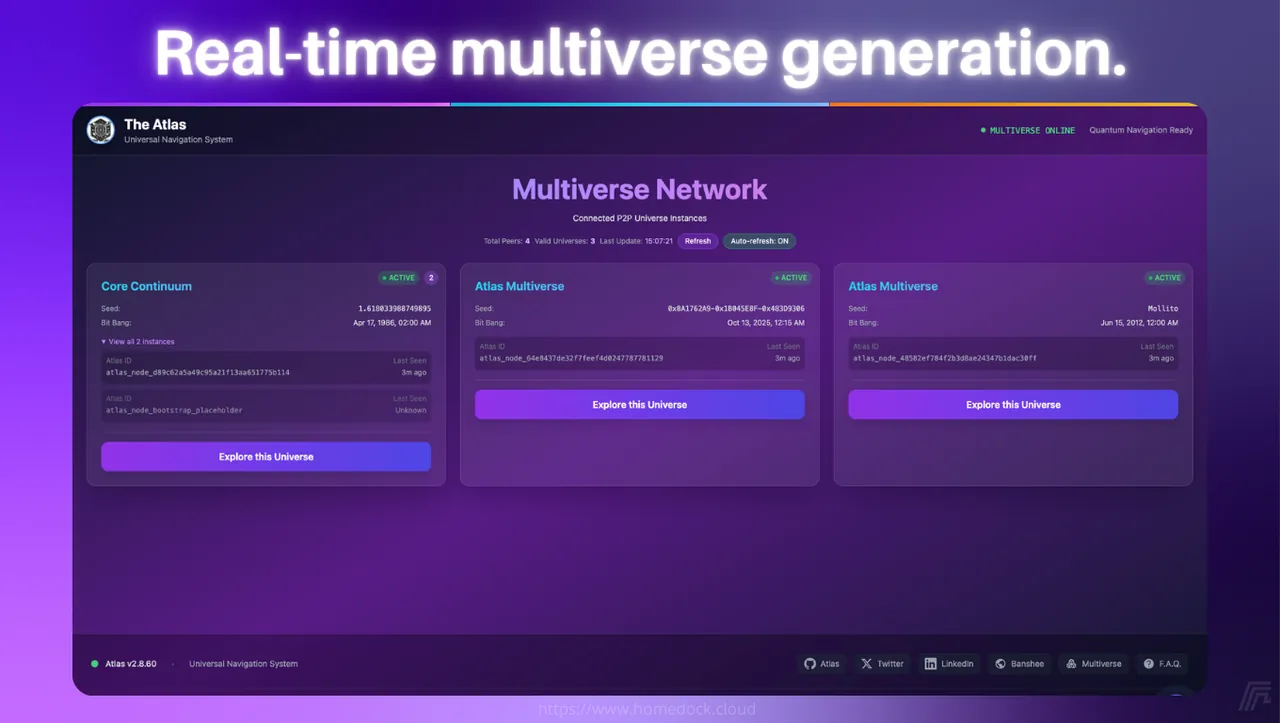 Real-time multiverse generation.
The Atlas
Universal Navigation System
MULTIVERSE ONLINE
Quantum Navigation Ready
Multiverse Network
Connected P2P Universe Instances
Total Peers: 4 Valid Universes: 3 Last Update: 15:07:21 Refresh Auto-refresh: ON
ACTIVE 2
Core Continuum
Seed: 1.618033988749895
Bit Bang: Apr 17, 1986, 02:00 AM
▾ View all 2 instances
Atlas ID Last Seen
atlas_node_d89c62a5a49c95a21f13aa651775b114 3m ago
Atlas ID Last Seen
atlas_node_bootstrap_placeholder Unknown
Explore this Universe
ACTIVE
Atlas Multiverse
Seed: 0x8A1762A9-0x1B045E8F-0x483D9306
Bit Bang: Oct 13, 2025, 12:15 AM
Atlas ID Last Seen
atlas_node_64e8437de32f7feef4d0247787781129 3m ago
Explore this Universe
ACTIVE
Atlas Multiverse
Seed: Mollito
Bit Bang: Jun 15, 2012, 12:00 AM
Atlas ID Last Seen
atlas_node_48582ef784f2b3d8ae24347b1dac30ff 3m ago
Explore this Universe
Atlas v2.8.60 · Universal Navigation System
Atlas Twitter LinkedIn Banshee Multiverse F.A.Q.
https://www.homedock.cloud